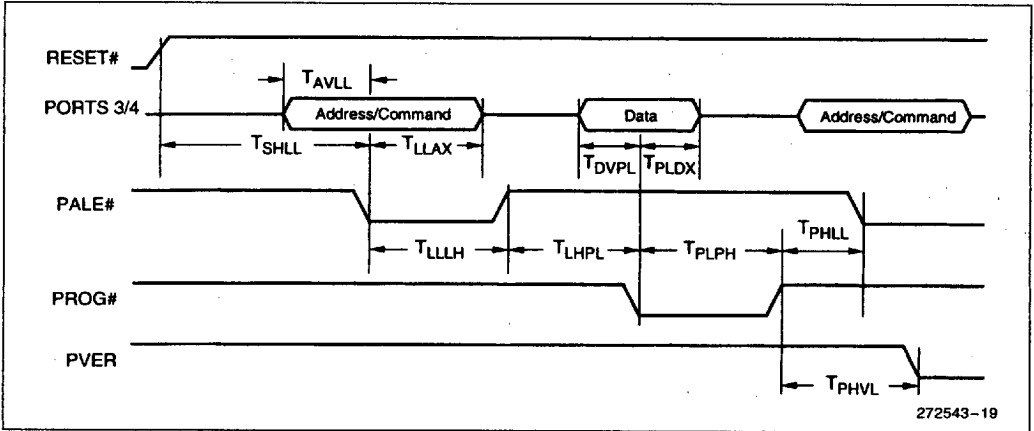 RESET#
T_AVLL
PORTS 3/4 Address/Command Data Address/Command
T_SHLL T_LLAX T_DVPL T_PLDX
PALE#
T_LLLH T_LHPL T_PLPH T_PHLL
PROG#
PVER
T_PHVL
272543-19